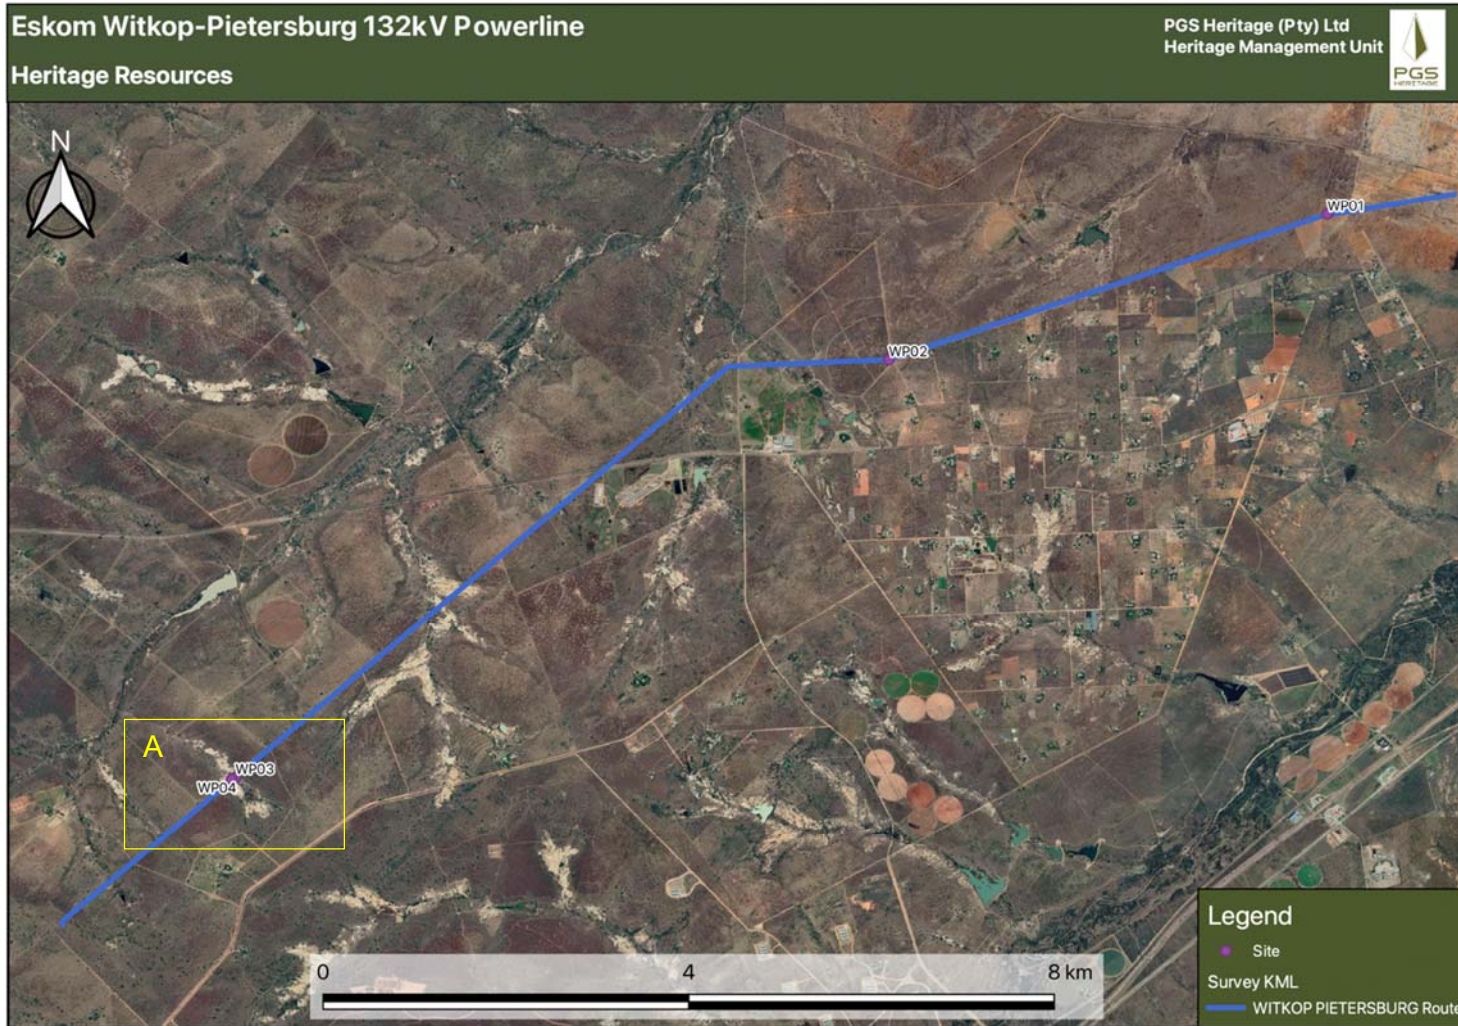 Eskom Witkop-Pietersburg 132kV Powerline
Heritage Resources
PGS Heritage (Pty) Ltd
Heritage Management Unit
PGS
HERITAGE
N
WP01
WP02
A
WP03
WP04
0 4 8 km
Legend
Site
Survey KML
WITKOP PIETERSBURG Route